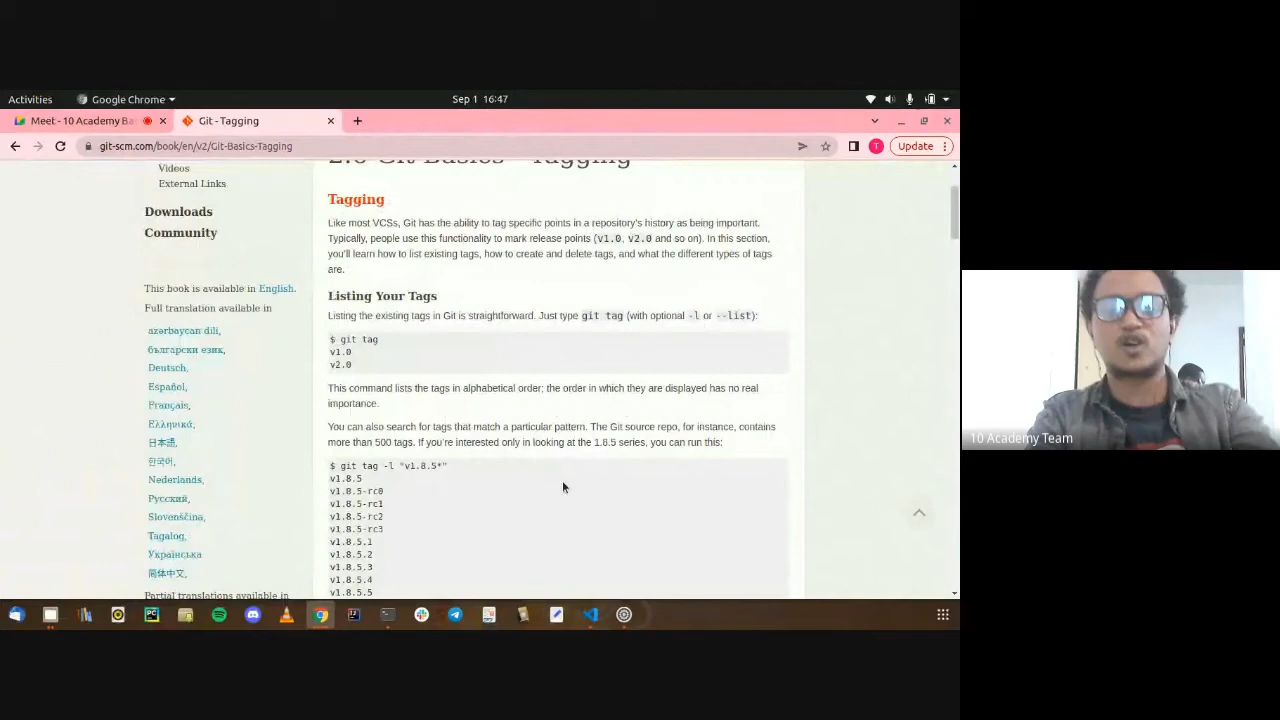 Activities
Google Chrome
Sep 1 16:47
Meet - 10 Academy Ba
Git - Tagging
git-scm.com/book/en/v2/Git-Basics-Tagging
T
Update
Videos
External Links
Downloads
Community
This book is available in English.
Full translation available in
azərbaycan dili,
български език,
Deutsch,
Español,
Français,
Ελληνικά,
日本語,
한국어,
Nederlands,
Русский,
Slovenščina,
Tagalog,
Українська
简体中文,
Partial translations available in
Git Basics - Tagging
Tagging
Like most VCSs, Git has the ability to tag specific points in a repository's history as being important.
Typically, people use this functionality to mark release points (v1.0, v2.0 and so on). In this section,
you'll learn how to list existing tags, how to create and delete tags, and what the different types of tags
are.
Listing Your Tags
Listing the existing tags in Git is straightforward. Just type git tag (with optional -l or --list):
$ git tag
v1.0
v2.0
This command lists the tags in alphabetical order; the order in which they are displayed has no real
importance.
You can also search for tags that match a particular pattern. The Git source repo, for instance, contains
more than 500 tags. If you're interested only in looking at the 1.8.5 series, you can run this:
$ git tag -l "v1.8.5*"
v1.8.5
v1.8.5-rc0
v1.8.5-rc1
v1.8.5-rc2
v1.8.5-rc3
v1.8.5.1
v1.8.5.2
v1.8.5.3
v1.8.5.4
v1.8.5.5
10 Academy Team